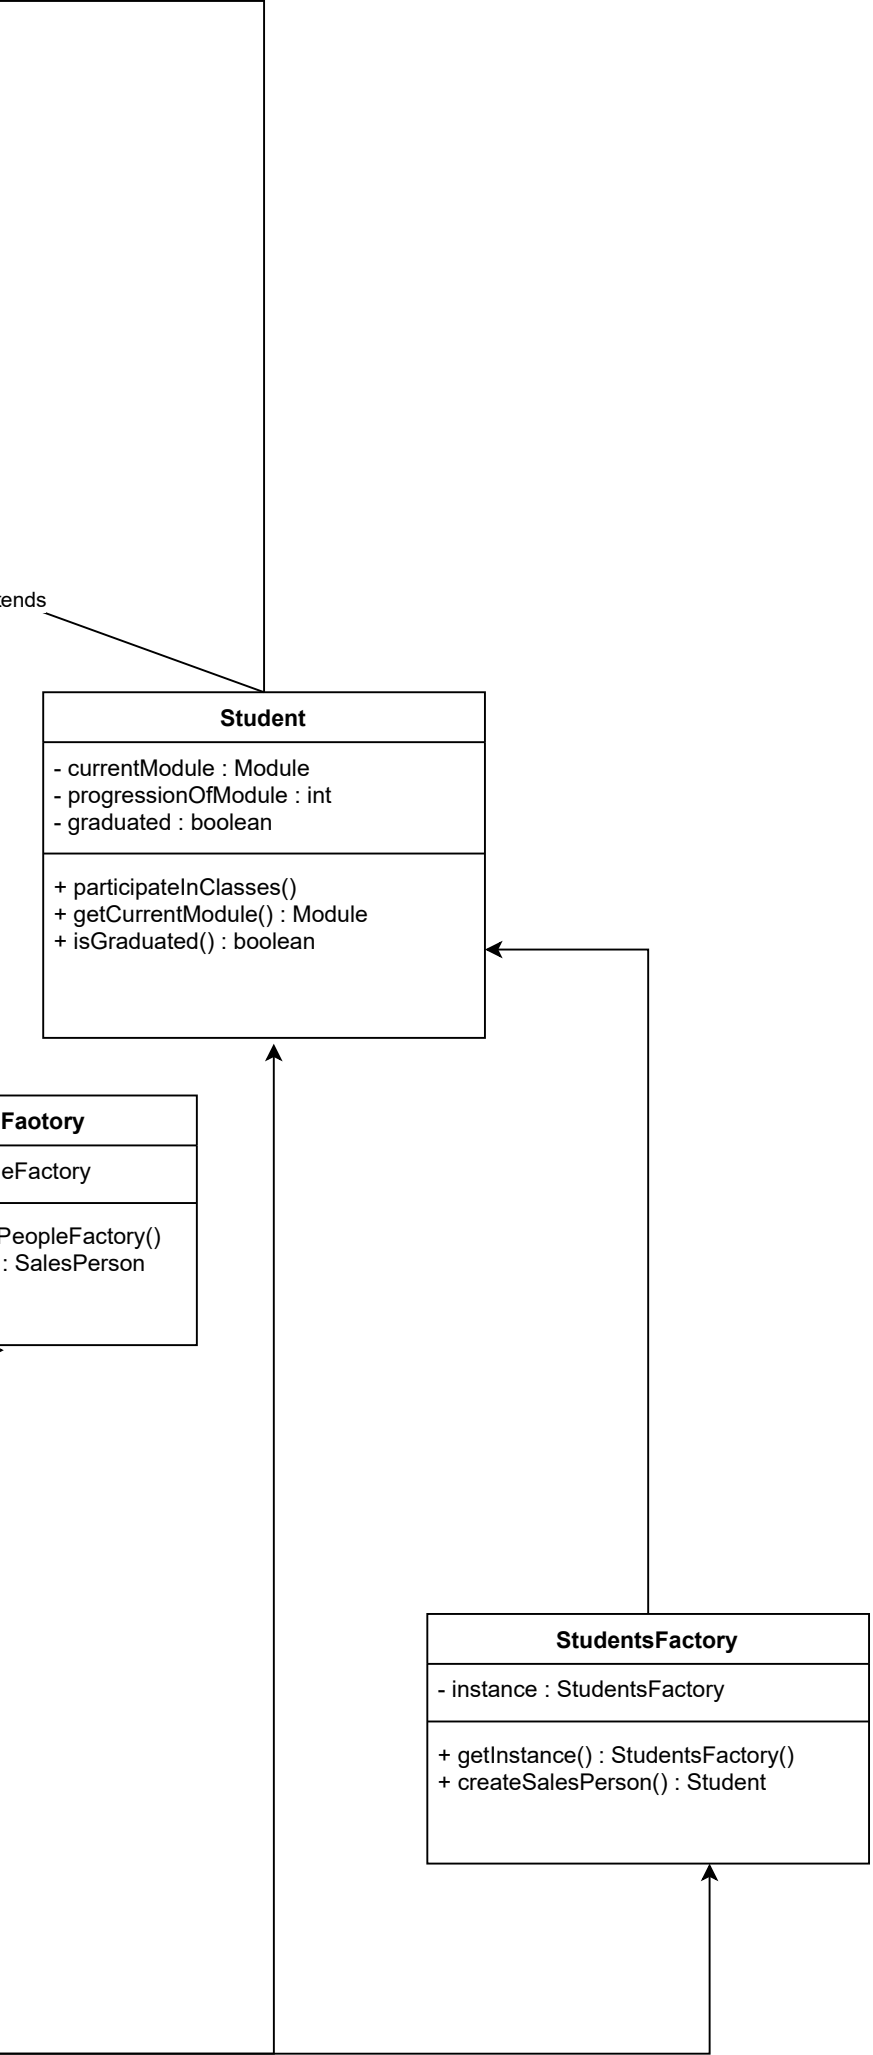 tends
Student
- currentModule : Module
- progressionOfModule : int
- graduated : boolean
+ participateInClasses()
+ getCurrentModule() : Module
+ isGraduated() : boolean
Faotory
eFactory
PeopleFactory()
: SalesPerson
StudentsFactory
- instance : StudentsFactory
+ getInstance() : StudentsFactory()
+ createSalesPerson() : Student